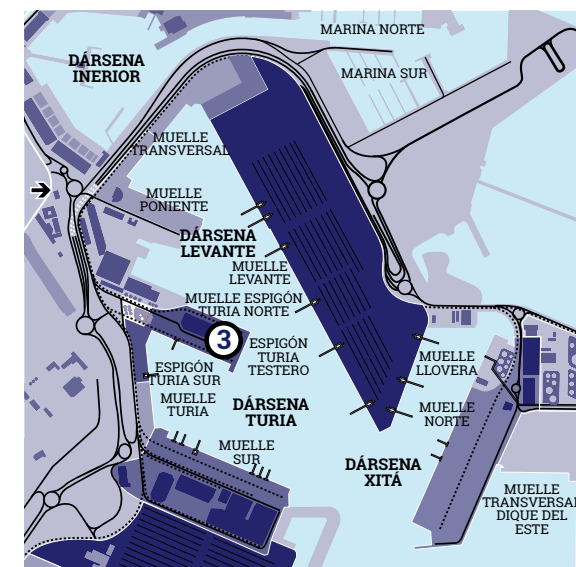 MARINA NORTE
DÁRSENA
INERIOR
MARINA SUR
MUELLE
TRANSVERSAL
MUELLE
PONIENTE
DÁRSENA
LEVANTE
MUELLE
LEVANTE
MUELLE ESPIGÓN
TURIA NORTE
3
ESPIGÓN
TURIA
TESTERO
ESPIGÓN
TURIA SUR
MUELLE
TURIA
DÁRSENA
TURIA
MUELLE
LLOVERA
MUELLE
NORTE
MUELLE
SUR
DÁRSENA
XITÁ
MUELLE
TRANSVERSAL
DIQUE DEL
ESTE